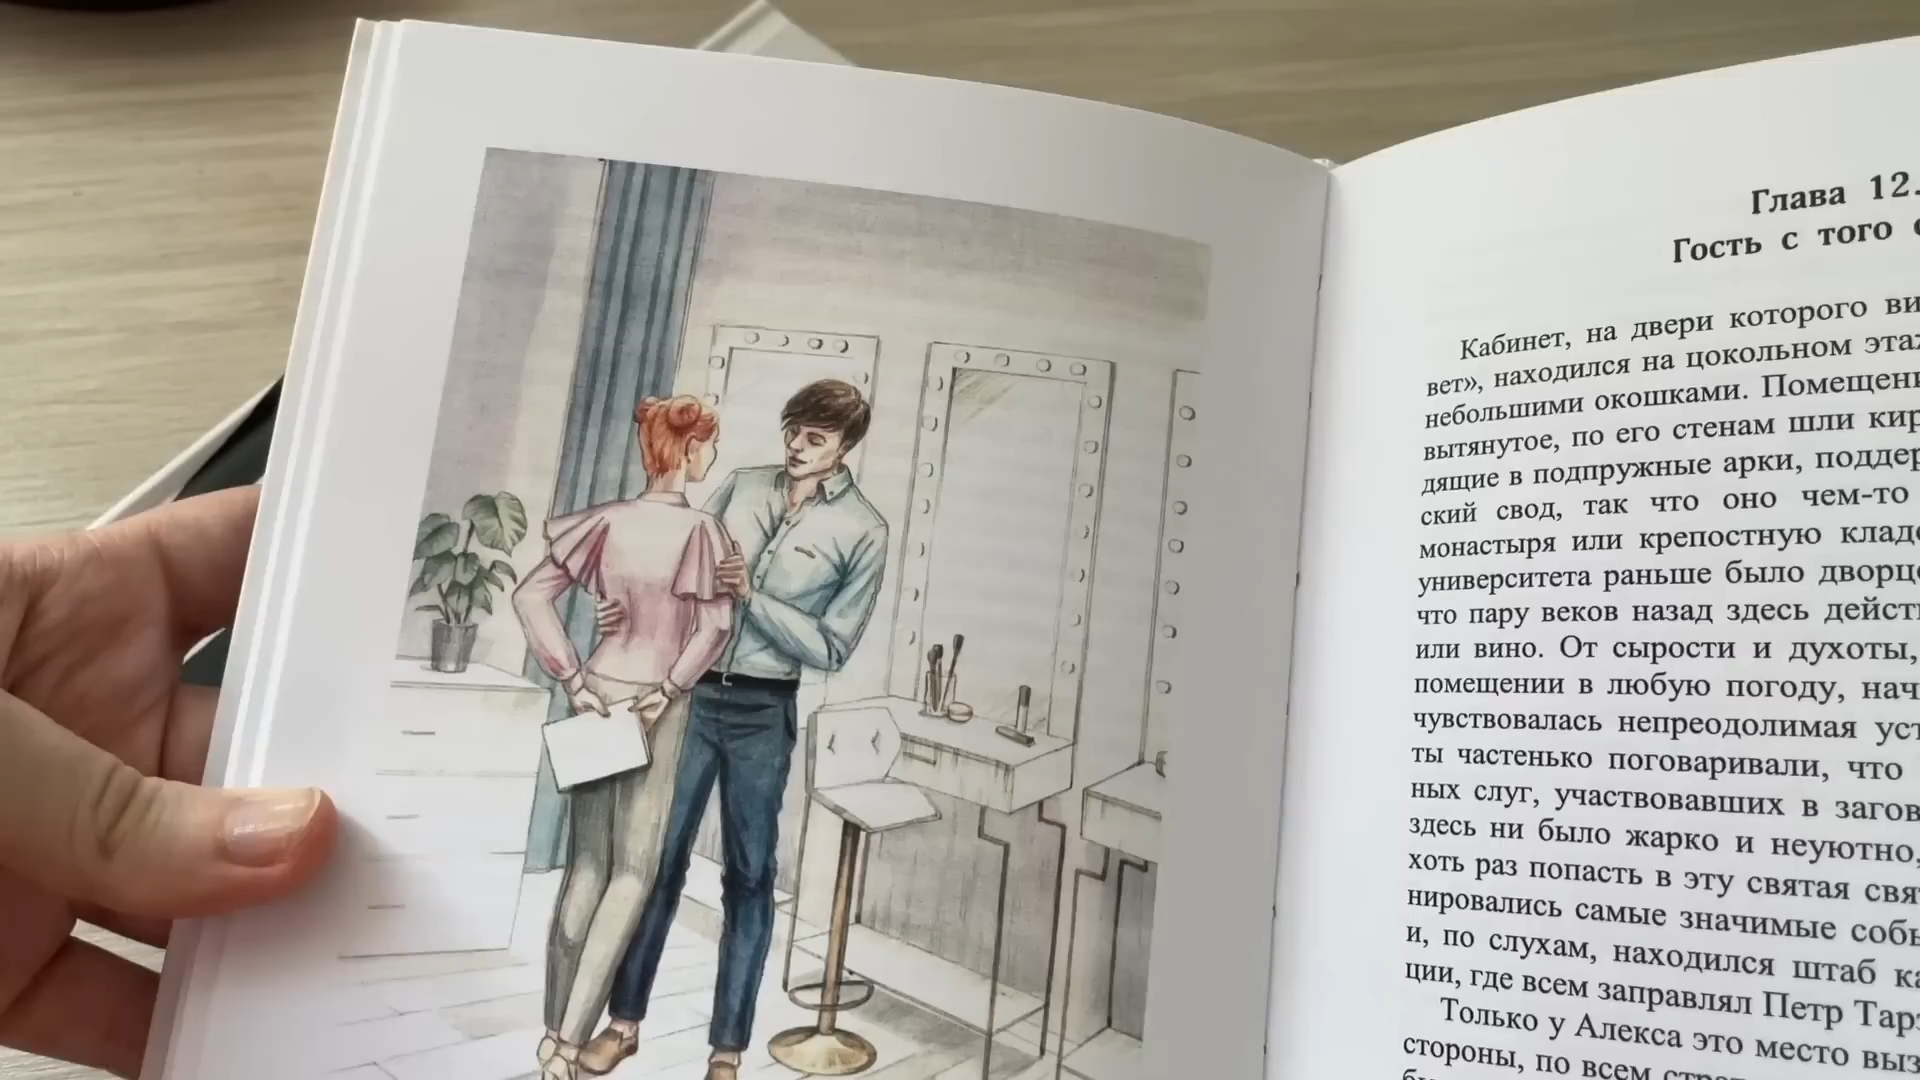 Глава 12.
Гость с того
Кабинет, на двери которого
вет», находился на цокольном
небольшими окошками.
вытянутое, по его стенам шли
дящие в подпружные арки,
ский свод, так что оно чем-то
монастыря или крепостную
университета раньше было
что пару веков назад здесь
или вино. От сырости и духоты,
помещении в любую погоду,
чувствовалась непреодолимая
ты частенько поговаривали, что
ных слуг, участвовавших в
здесь ни было жарко и неуютно,
хоть раз попасть в эту святая
нировались самые значимые
и, по слухам, находился штаб
ции, где всем заправлял Петр
Только у Алекса это место
стороны, по всем